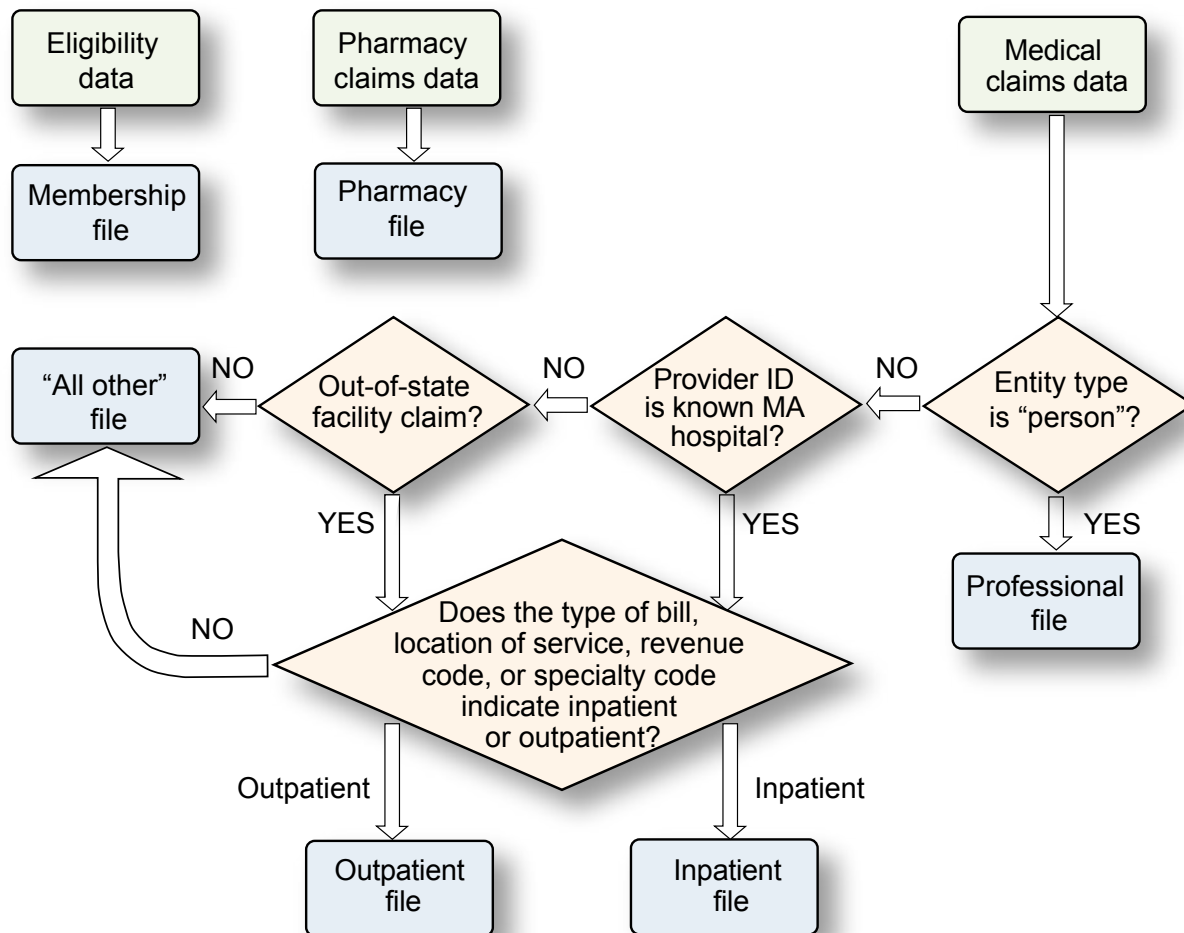 Eligibility
data
Pharmacy
claims data
Medical
claims data
Membership
file
Pharmacy
file
“All other”
file
NO
Out-of-state
facility claim?
NO
Provider ID
is known MA
hospital?
NO
Entity type
is “person”?
YES
YES
YES
Professional
file
NO
Does the type of bill,
location of service, revenue
code, or specialty code
indicate inpatient
or outpatient?
Outpatient
Inpatient
Outpatient
file
Inpatient
file